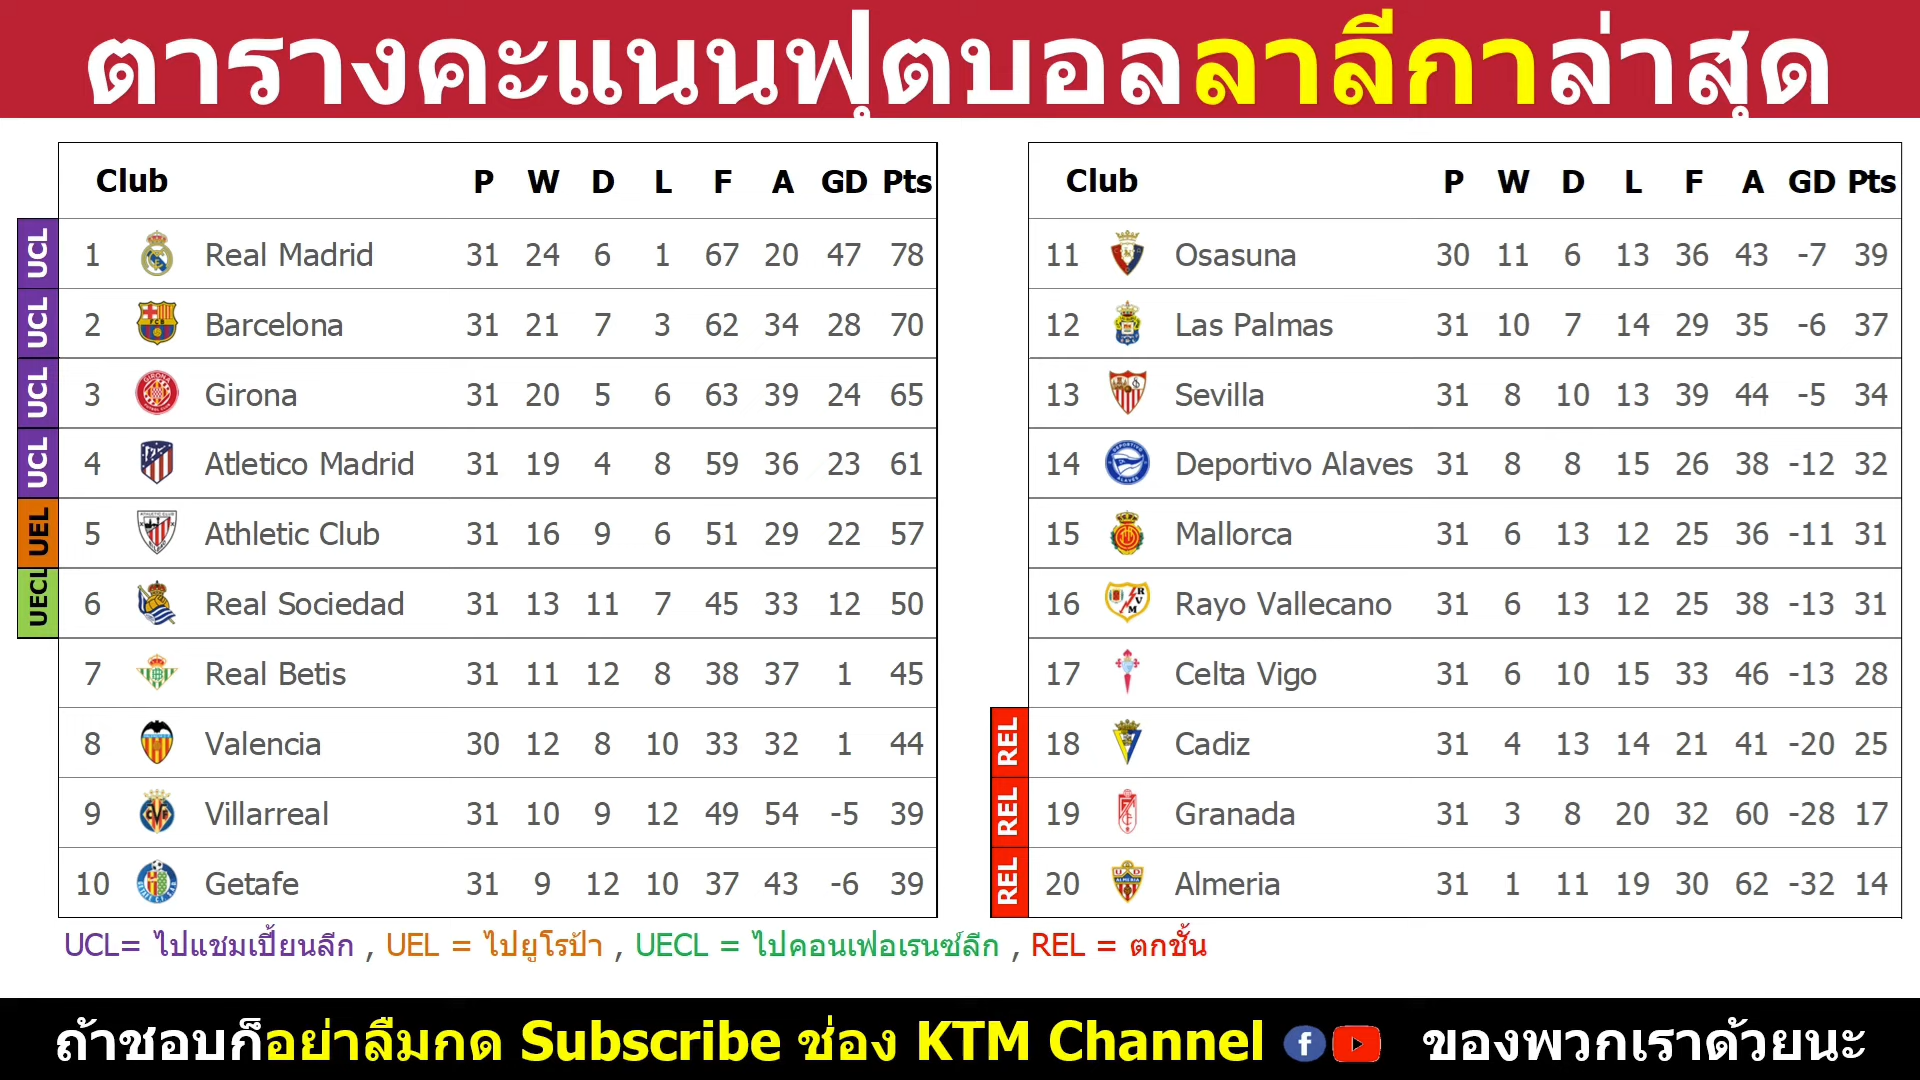 ตารางคะแนนฟุตบอลลาลีกาล่าสุด
Club P W D L F A GD Pts
UCL 1 Real Madrid 31 24 6 1 67 20 47 78
UCL 2 Barcelona 31 21 7 3 62 34 28 70
UCL 3 Girona 31 20 5 6 63 39 24 65
UCL 4 Atletico Madrid 31 19 4 8 59 36 23 61
UEL 5 Athletic Club 31 16 9 6 51 29 22 57
UECL 6 Real Sociedad 31 13 11 7 45 33 12 50
7 Real Betis 31 11 12 8 38 37 1 45
8 Valencia 30 12 8 10 33 32 1 44
9 Villarreal 31 10 9 12 49 54 -5 39
10 Getafe 31 9 12 10 37 43 -6 39
Club P W D L F A GD Pts
11 Osasuna 30 11 6 13 36 43 -7 39
12 Las Palmas 31 10 7 14 29 35 -6 37
13 Sevilla 31 8 10 13 39 44 -5 34
14 Deportivo Alaves 31 8 8 15 26 38 -12 32
15 Mallorca 31 6 13 12 25 36 -11 31
16 Rayo Vallecano 31 6 13 12 25 38 -13 31
17 Celta Vigo 31 6 10 15 33 46 -13 28
REL 18 Cadiz 31 4 13 14 21 41 -20 25
REL 19 Granada 31 3 8 20 32 60 -28 17
REL 20 Almeria 31 1 11 19 30 62 -32 14
UCL= ไปแชมเปี้ยนลีก , UEL = ไปยูโรป้า , UECL = ไปคอนเฟอเรนซ์ลีก , REL = ตกชั้น
ถ้าชอบก็อย่าลืมกด Subscribe ช่อง KTM Channel ของพวกเราด้วยนะ